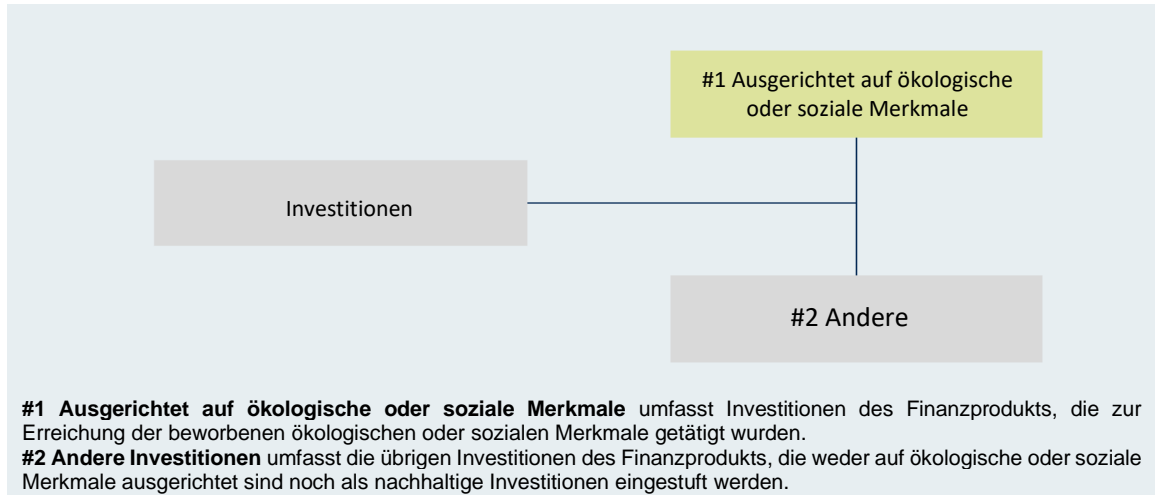 #1 Ausgerichtet auf ökologische
oder soziale Merkmale
Investitionen
#2 Andere
#1 Ausgerichtet auf ökologische oder soziale Merkmale umfasst Investitionen des Finanzprodukts, die zur
Erreichung der beworbenen ökologischen oder sozialen Merkmale getätigt wurden.
#2 Andere Investitionen umfasst die übrigen Investitionen des Finanzprodukts, die weder auf ökologische oder soziale
Merkmale ausgerichtet sind noch als nachhaltige Investitionen eingestuft werden.